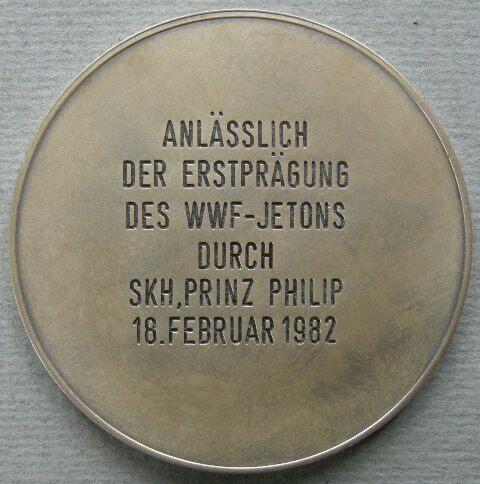 ANLÄSSLICH
DER ERSTPRÄGUNG
DES WWF-JETONS
DURCH
SKH,PRINZ PHILIP
18.FEBRUAR 1982